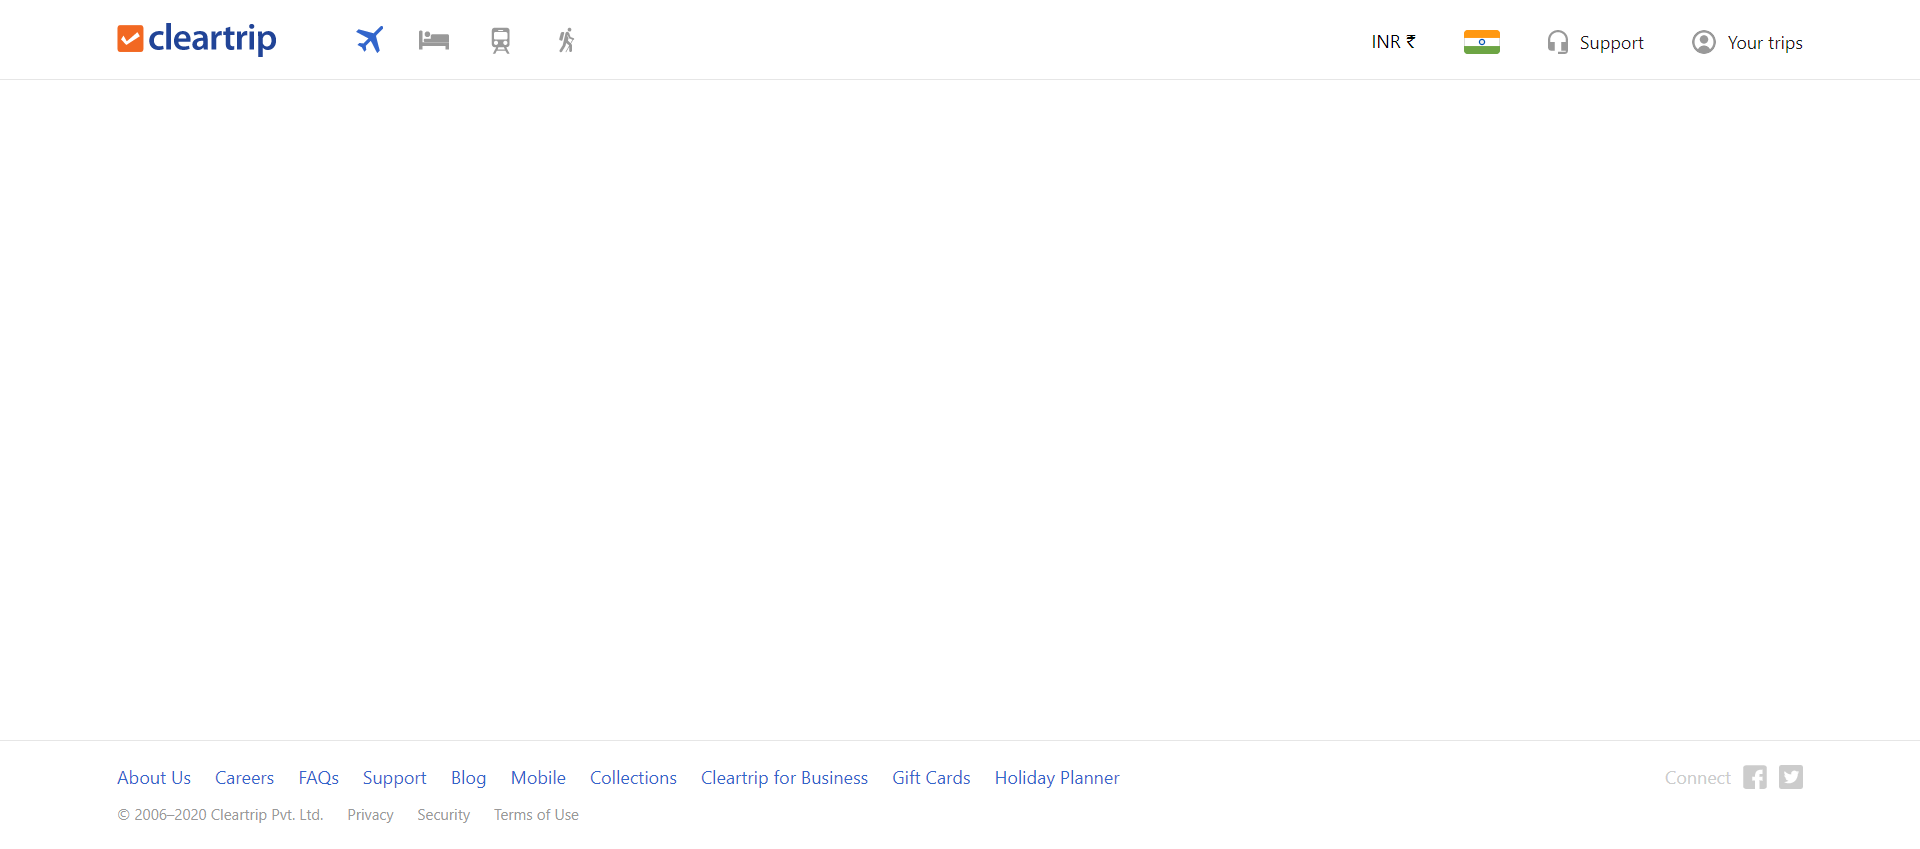 cleartrip
INR ₹
Support
Your trips
About Us Careers FAQs Support Blog Mobile Collections Cleartrip for Business Gift Cards Holiday Planner Connect
© 2006–2020 Cleartrip Pvt. Ltd. Privacy Security Terms of Use